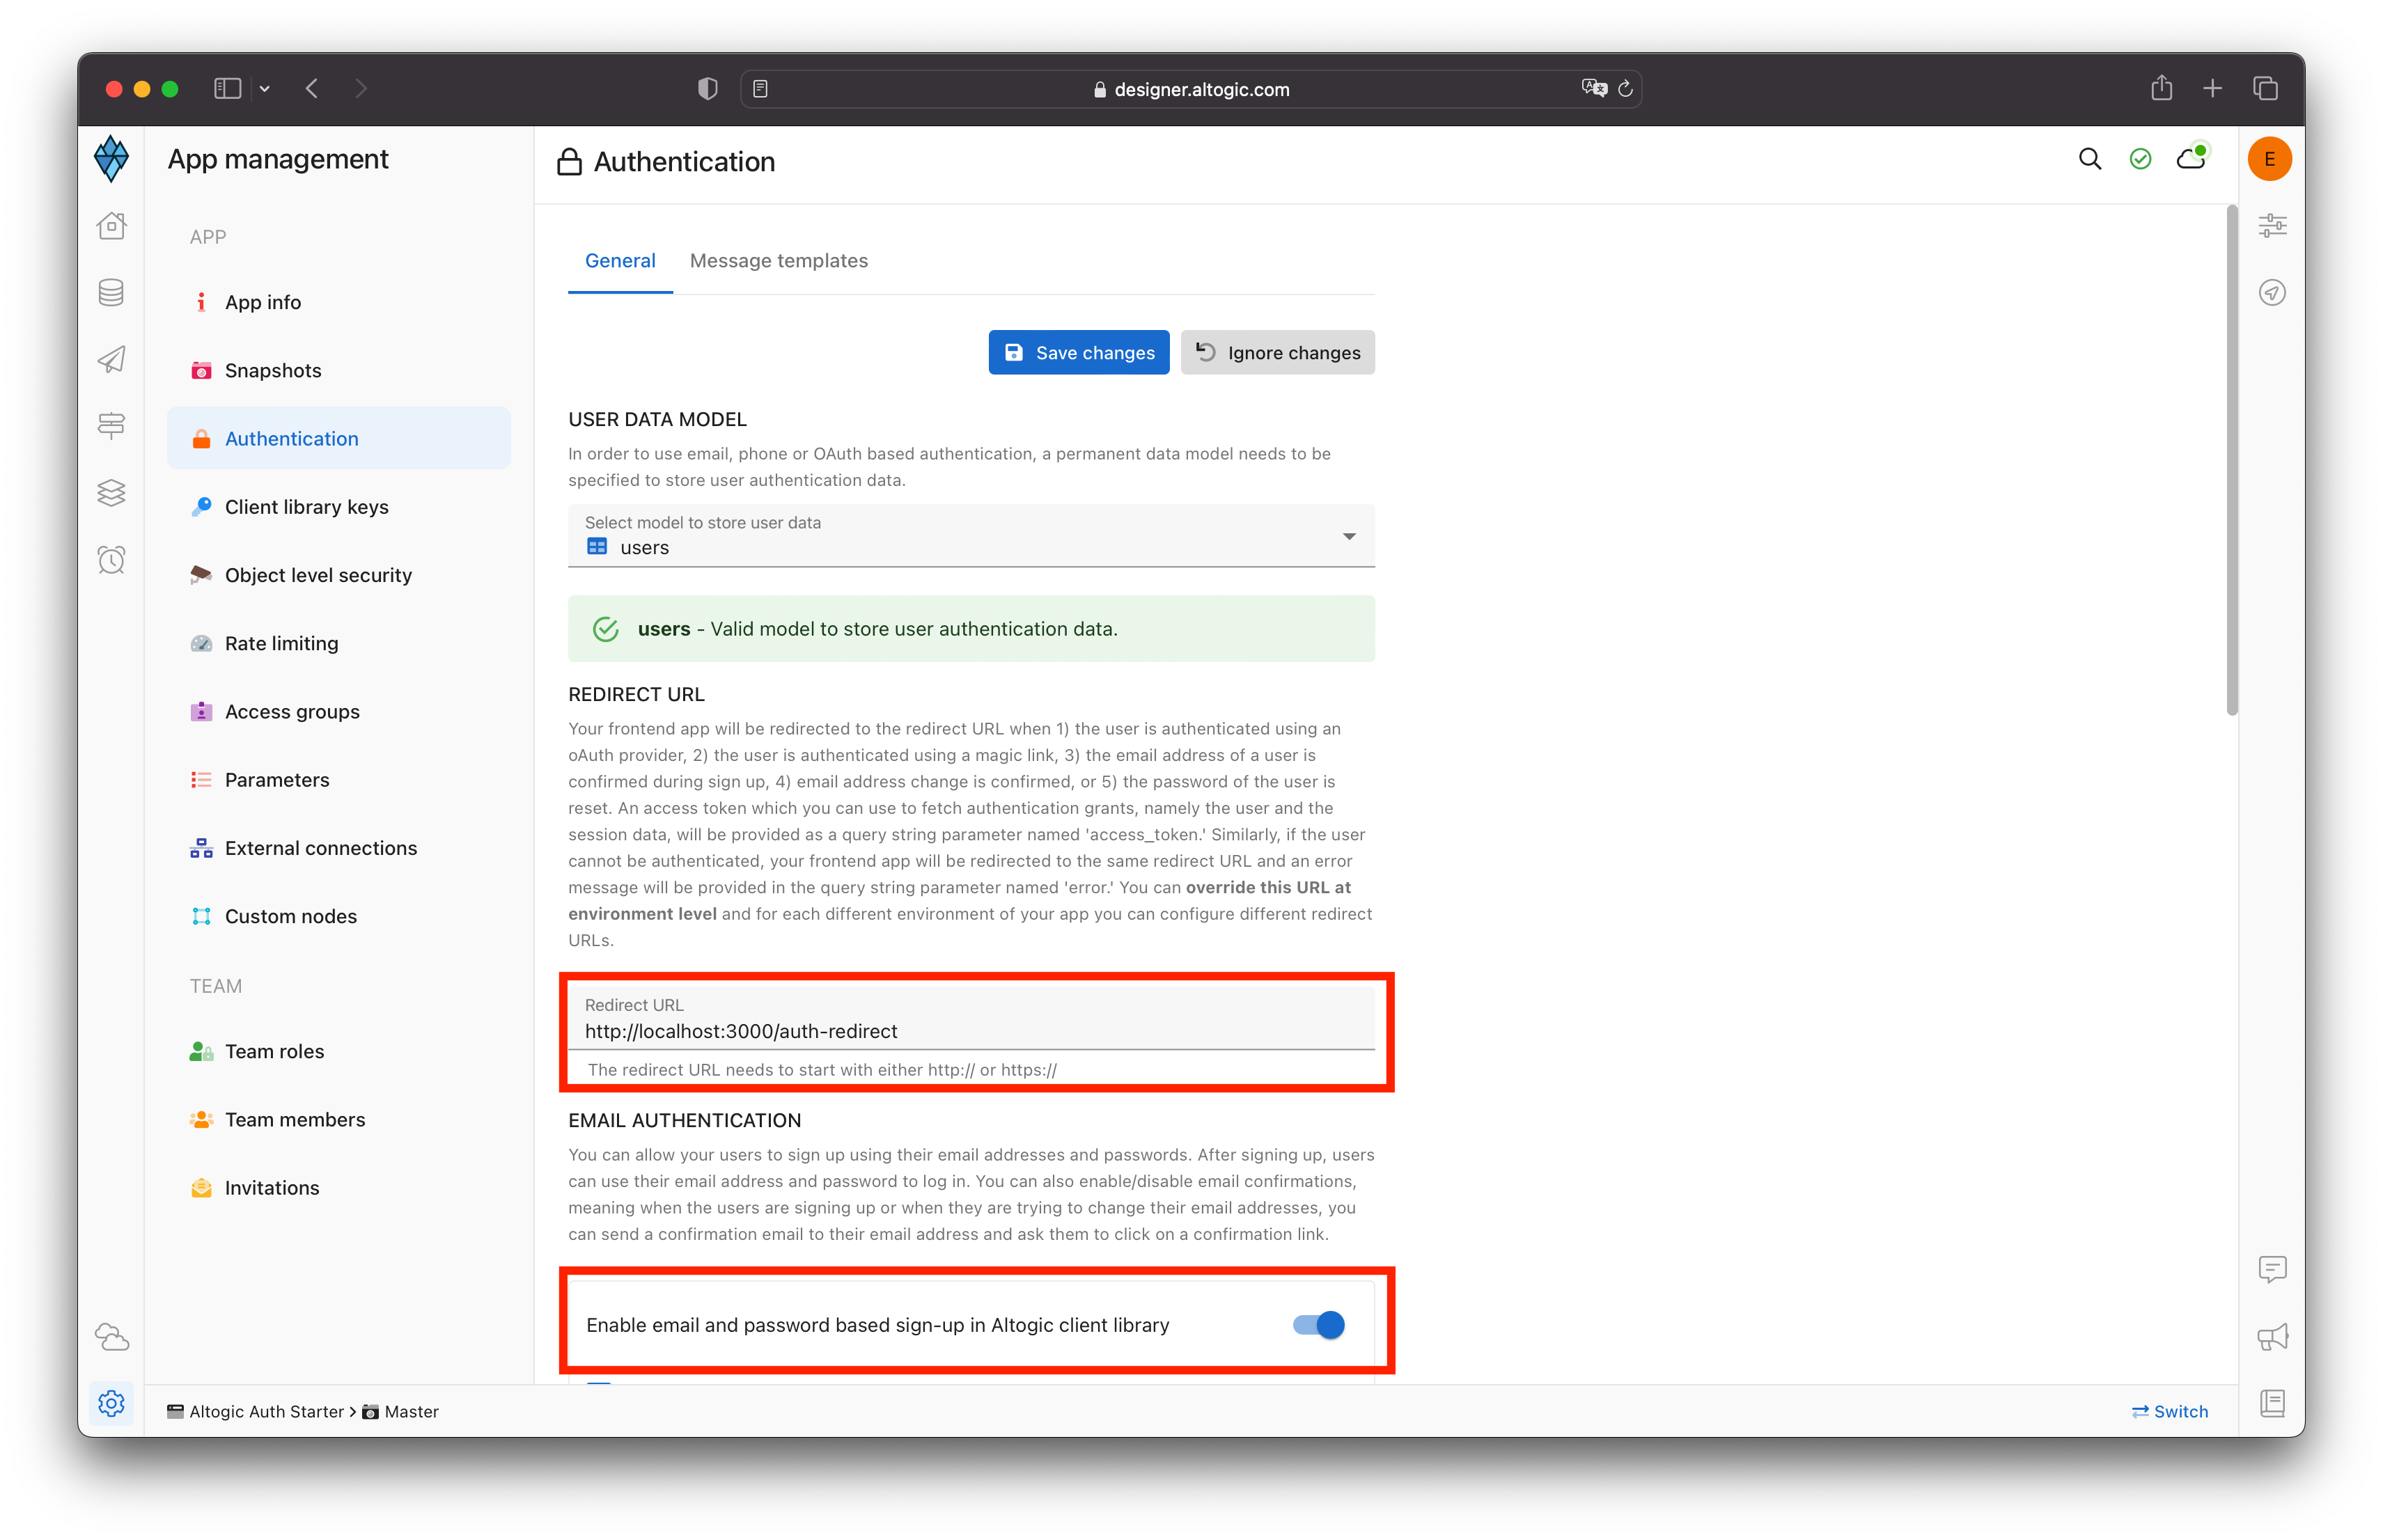 designer.altogic.com
App management
APP
App info
Snapshots
Authentication
Client library keys
Object level security
Rate limiting
Access groups
Parameters
External connections
Custom nodes
TEAM
Team roles
Team members
Invitations
Authentication
E
General
Message templates
Save changes
Ignore changes
USER DATA MODEL
In order to use email, phone or OAuth based authentication, a permanent data model needs to be
specified to store user authentication data.
Select model to store user data
users
users - Valid model to store user authentication data.
REDIRECT URL
Your frontend app will be redirected to the redirect URL when 1) the user is authenticated using an
oAuth provider, 2) the user is authenticated using a magic link, 3) the email address of a user is
confirmed during sign up, 4) email address change is confirmed, or 5) the password of the user is
reset. An access token which you can use to fetch authentication grants, namely the user and the
session data, will be provided as a query string parameter named 'access_token.' Similarly, if the user
cannot be authenticated, your frontend app will be redirected to the same redirect URL and an error
message will be provided in the query string parameter named 'error.' You can override this URL at
environment level and for each different environment of your app you can configure different redirect
URLs.
Redirect URL
http://localhost:3000/auth-redirect
The redirect URL needs to start with either http:// or https://
EMAIL AUTHENTICATION
You can allow your users to sign up using their email addresses and passwords. After signing up, users
can use their email address and password to log in. You can also enable/disable email confirmations,
meaning when the users are signing up or when they are trying to change their email addresses, you
can send a confirmation email to their email address and ask them to click on a confirmation link.
Enable email and password based sign-up in Altogic client library
Altogic Auth Starter > Master
Switch